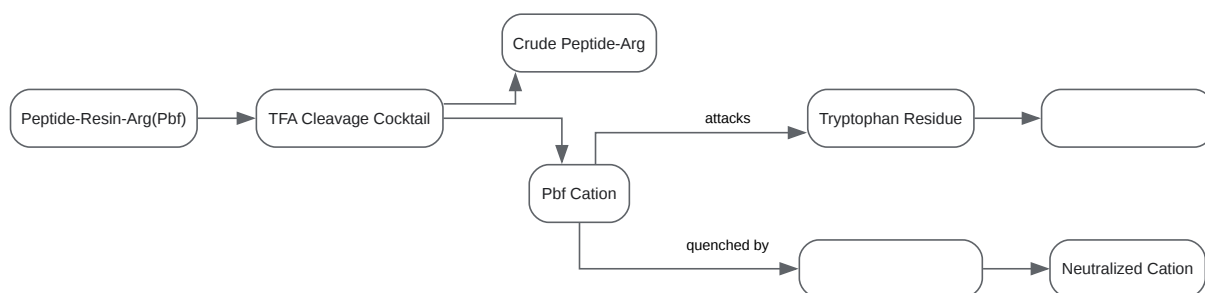 Crude Peptide-Arg
Peptide-Resin-Arg(Pbf)
TFA Cleavage Cocktail
attacks
Tryptophan Residue
Pbf Cation
quenched by
Neutralized Cation